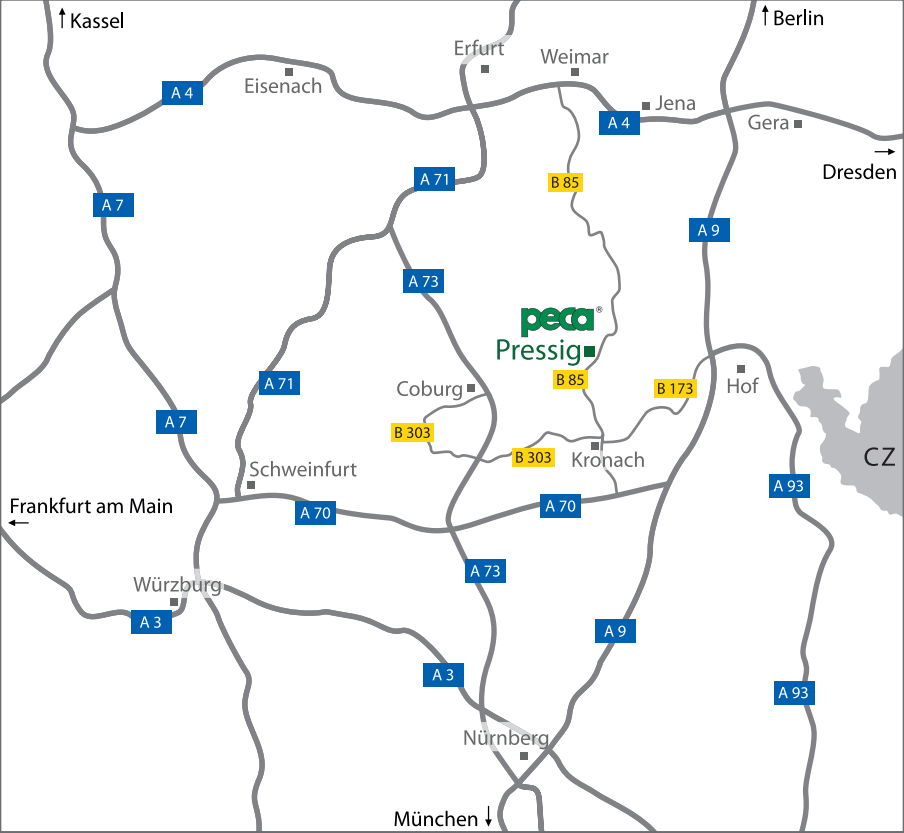 Kassel
Berlin
Erfurt
Weimar
Eisenach
A 4
Jena
A 4
Gera
Dresden
A 71
B 85
A 7
A 9
A 73
peca®
Pressig
A 71
Coburg
B 85
B 173
Hof
A 7
B 303
B 303
Kronach
CZ
Schweinfurt
A 93
Frankfurt am Main
A 70
A 70
A 73
Würzburg
A 3
A 9
A 3
A 93
Nürnberg
München